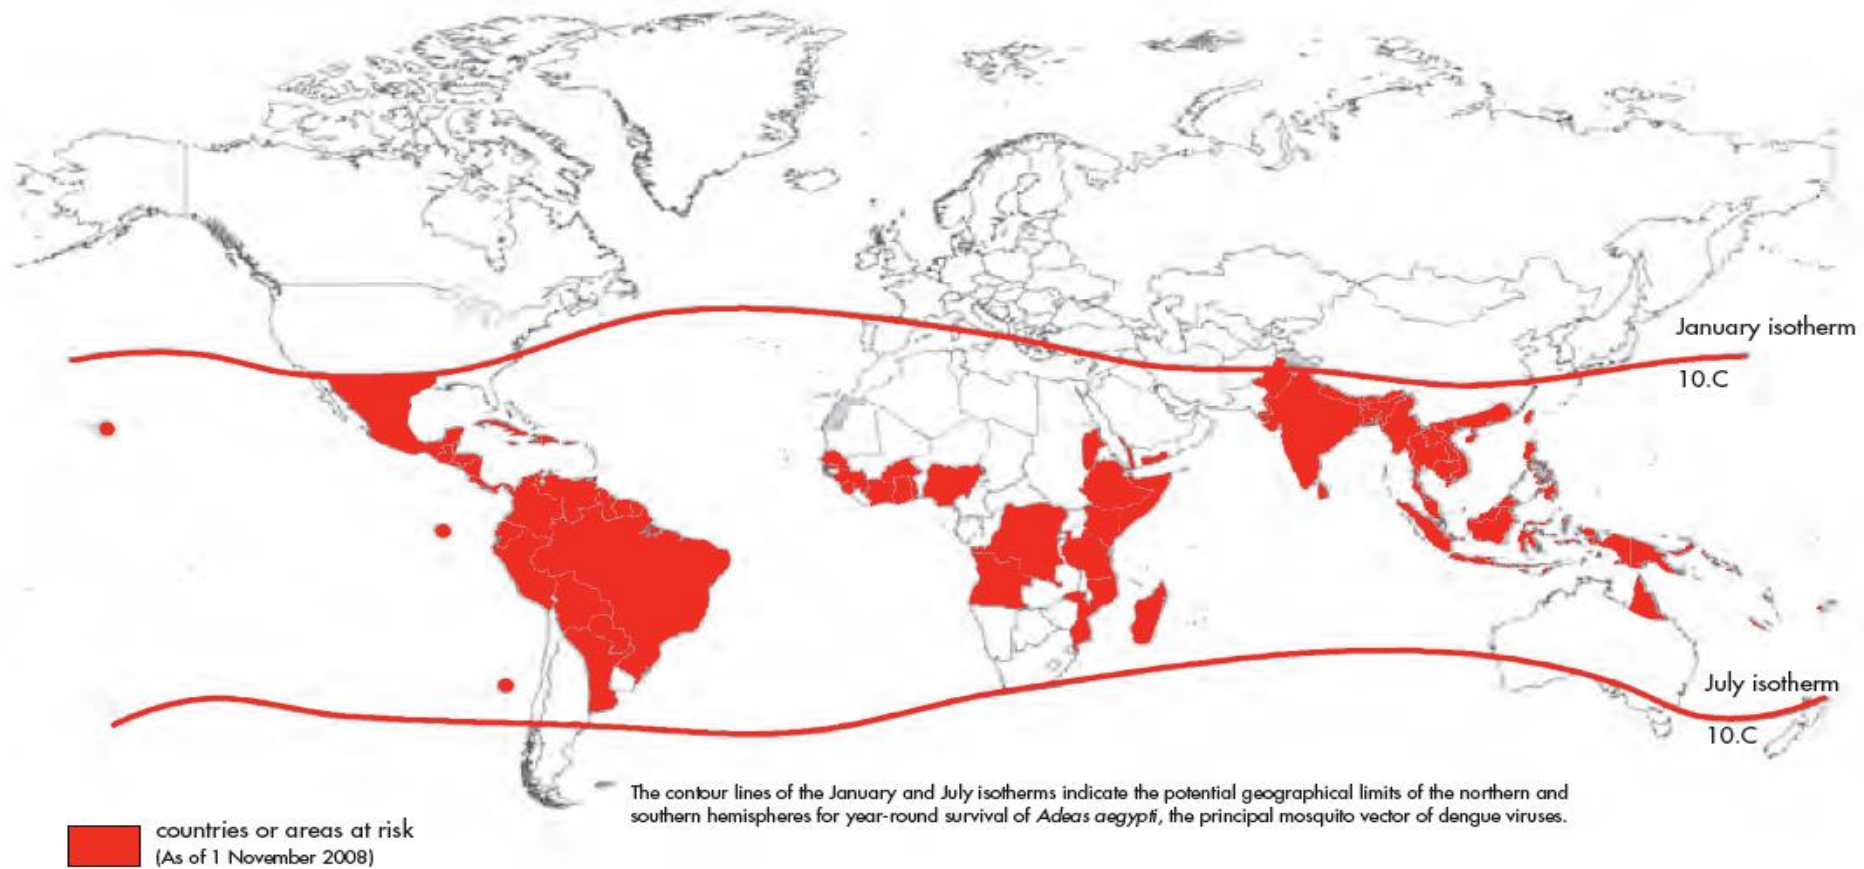 January isotherm
10.C
July isotherm
10.C
The contour lines of the January and July isotherms indicate the potential geographical limits of the northern and
southern hemispheres for year-round survival of Adeas aegypti, the principal mosquito vector of dengue viruses.
countries or areas at risk
(As of 1 November 2008)